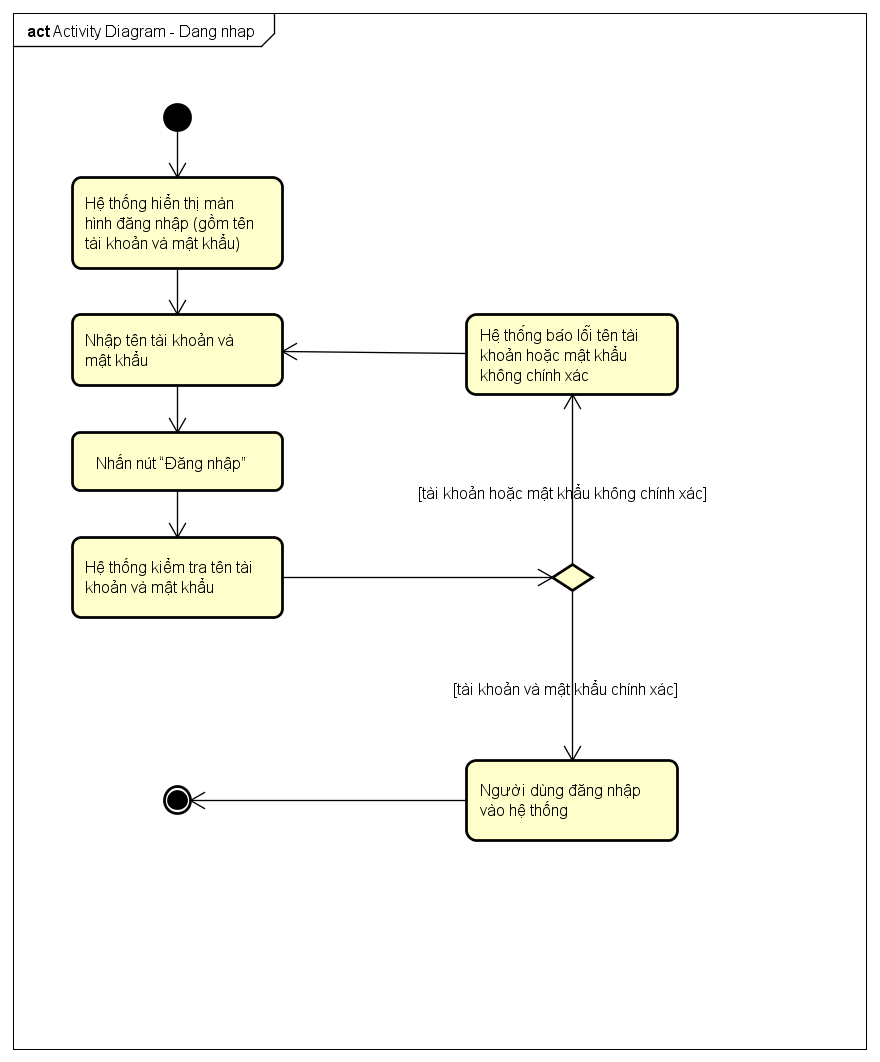 act Activity Diagram - Dang nhap
Hệ thống hiển thị màn
hình đăng nhập (gồm tên
tài khoản và mật khẩu)
Nhập tên tài khoản và
mật khẩu
Hệ thống báo lỗi tên tài
khoản hoặc mật khẩu
không chính xác
Nhấn nút “Đăng nhập”
[tài khoản hoặc mật khẩu không chính xác]
Hệ thống kiểm tra tên tài
khoản và mật khẩu
[tài khoản và mật khẩu chính xác]
Người dùng đăng nhập
vào hệ thống